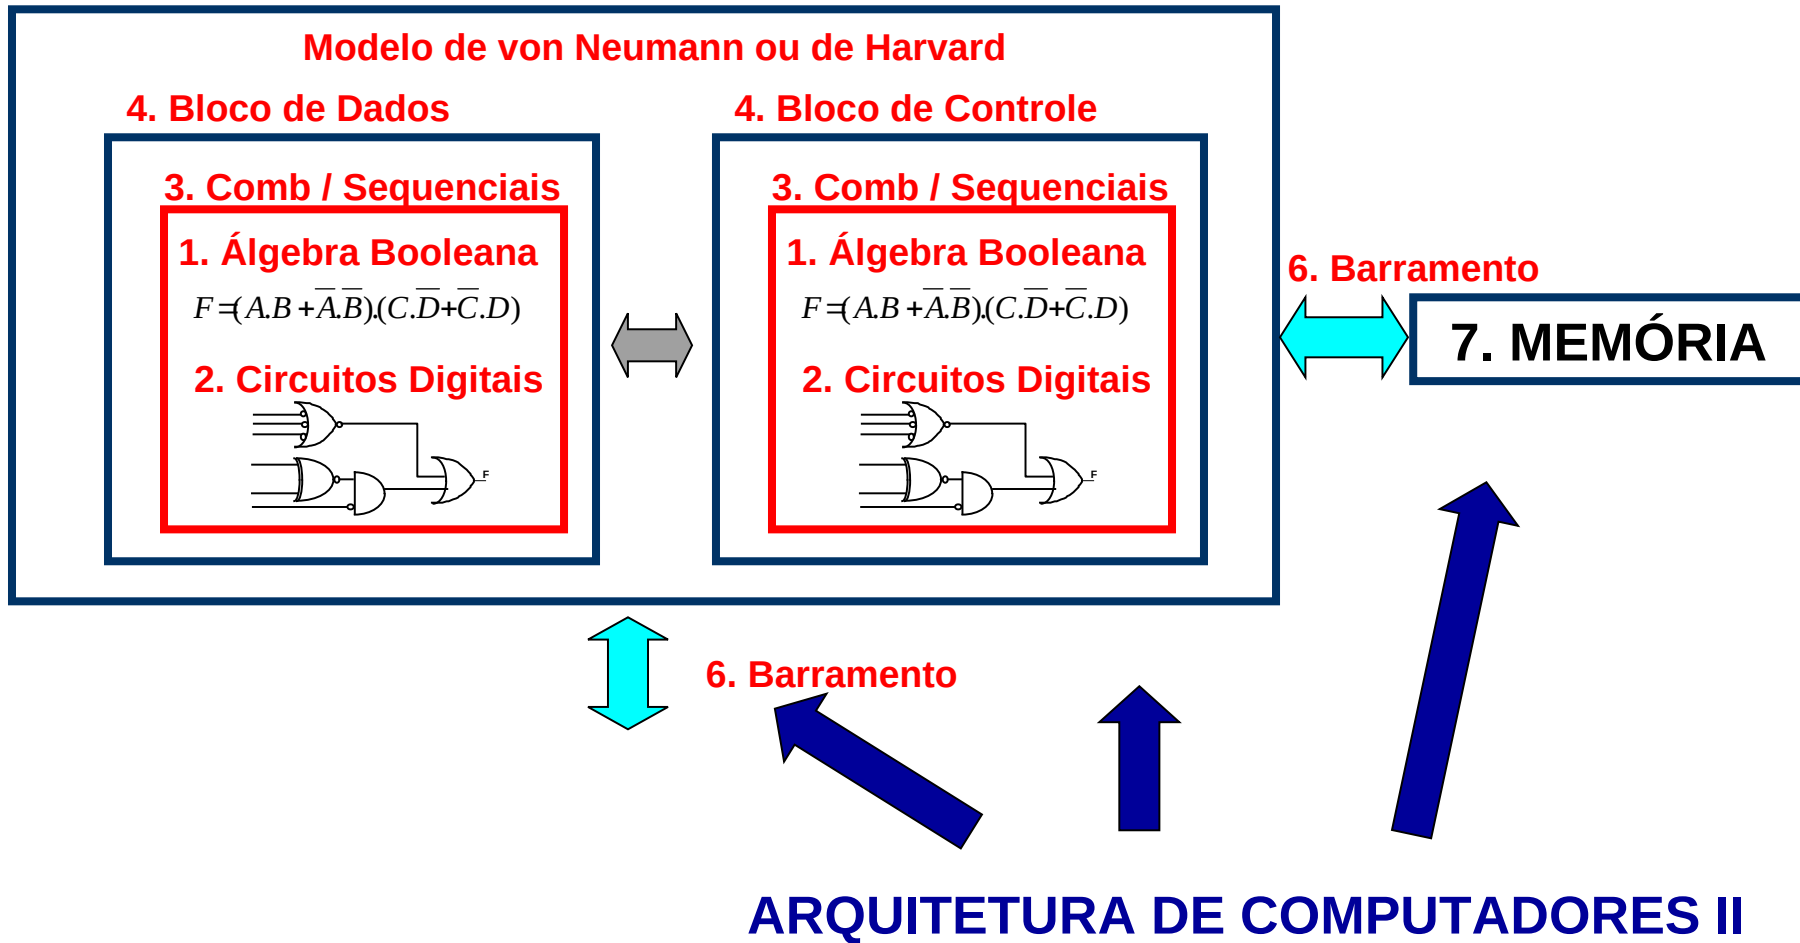 Modelo de von Neumann ou de Harvard
4. Bloco de Dados
4. Bloco de Controle
3. Comb / Sequenciais
3. Comb / Sequenciais
1. Álgebra Booleana
1. Álgebra Booleana
F=(A.B+A̅.B̅).(C.D̅+C̅.D)
F=(A.B+A̅.B̅).(C.D̅+C̅.D)
2. Circuitos Digitais
2. Circuitos Digitais
F
F
6. Barramento
7. MEMÓRIA
6. Barramento
ARQUITETURA DE COMPUTADORES II